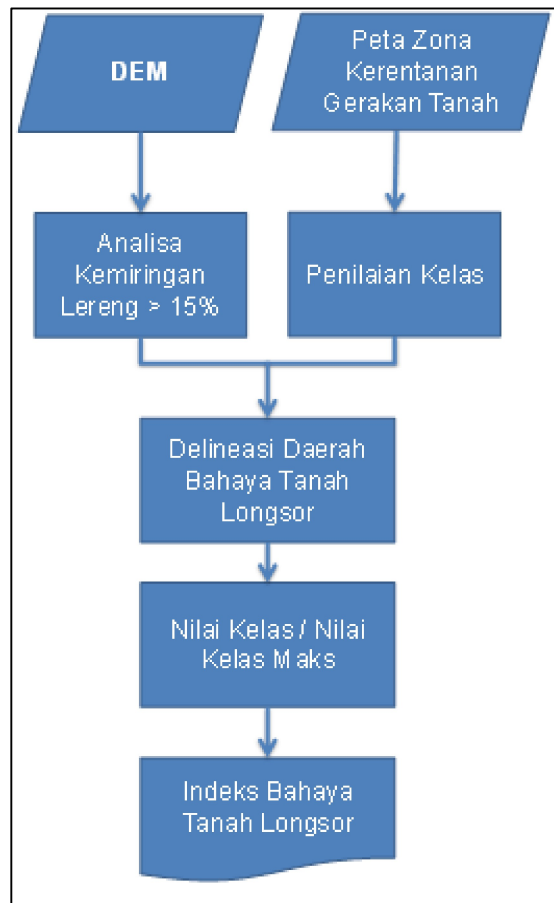 DEM
Peta Zona
Kerentanan
Gerakan Tanah
Analisa
Kemiringan
Lereng > 15%
Penilaian Kelas
Delineasi Daerah
Bahaya Tanah
Longsor
Nilai Kelas / Nilai
Kelas Maks
Indeks Bahaya
Tanah Longsor